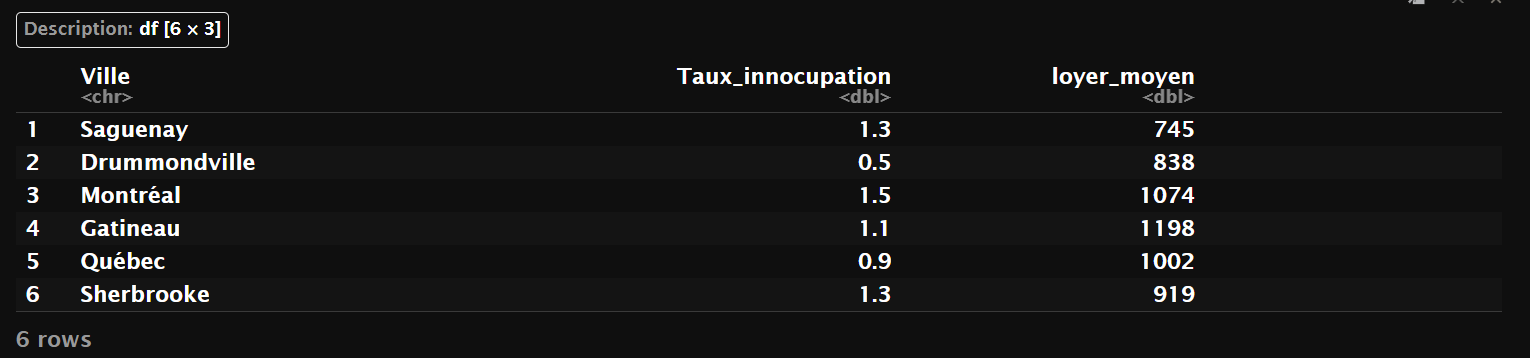 Description: df [6 × 3]
Ville Taux_innocupation loyer_moyen
<chr> <dbl> <dbl>
1 Saguenay 1.3 745
2 Drummondville 0.5 838
3 Montréal 1.5 1074
4 Gatineau 1.1 1198
5 Québec 0.9 1002
6 Sherbrooke 1.3 919
6 rows